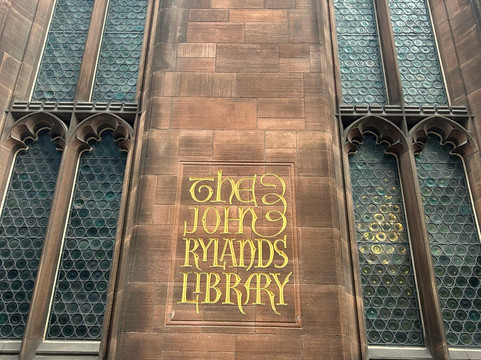 THE
JOHN
RYLANDS
LIBRARY